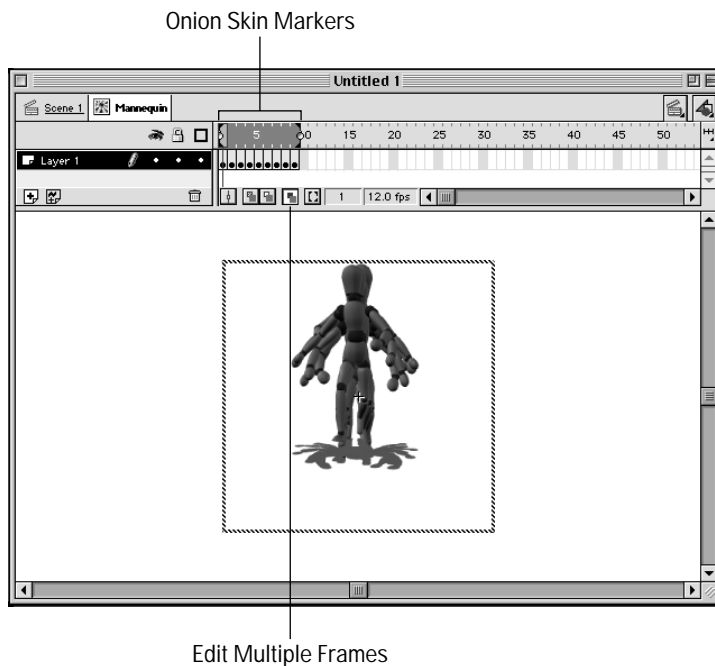 Onion Skin Markers
Untitled 1
Scene 1 Mannequin
5 10 15 20 25 30 35 40 45 50
Layer 1
1 12.0 fps
Edit Multiple Frames